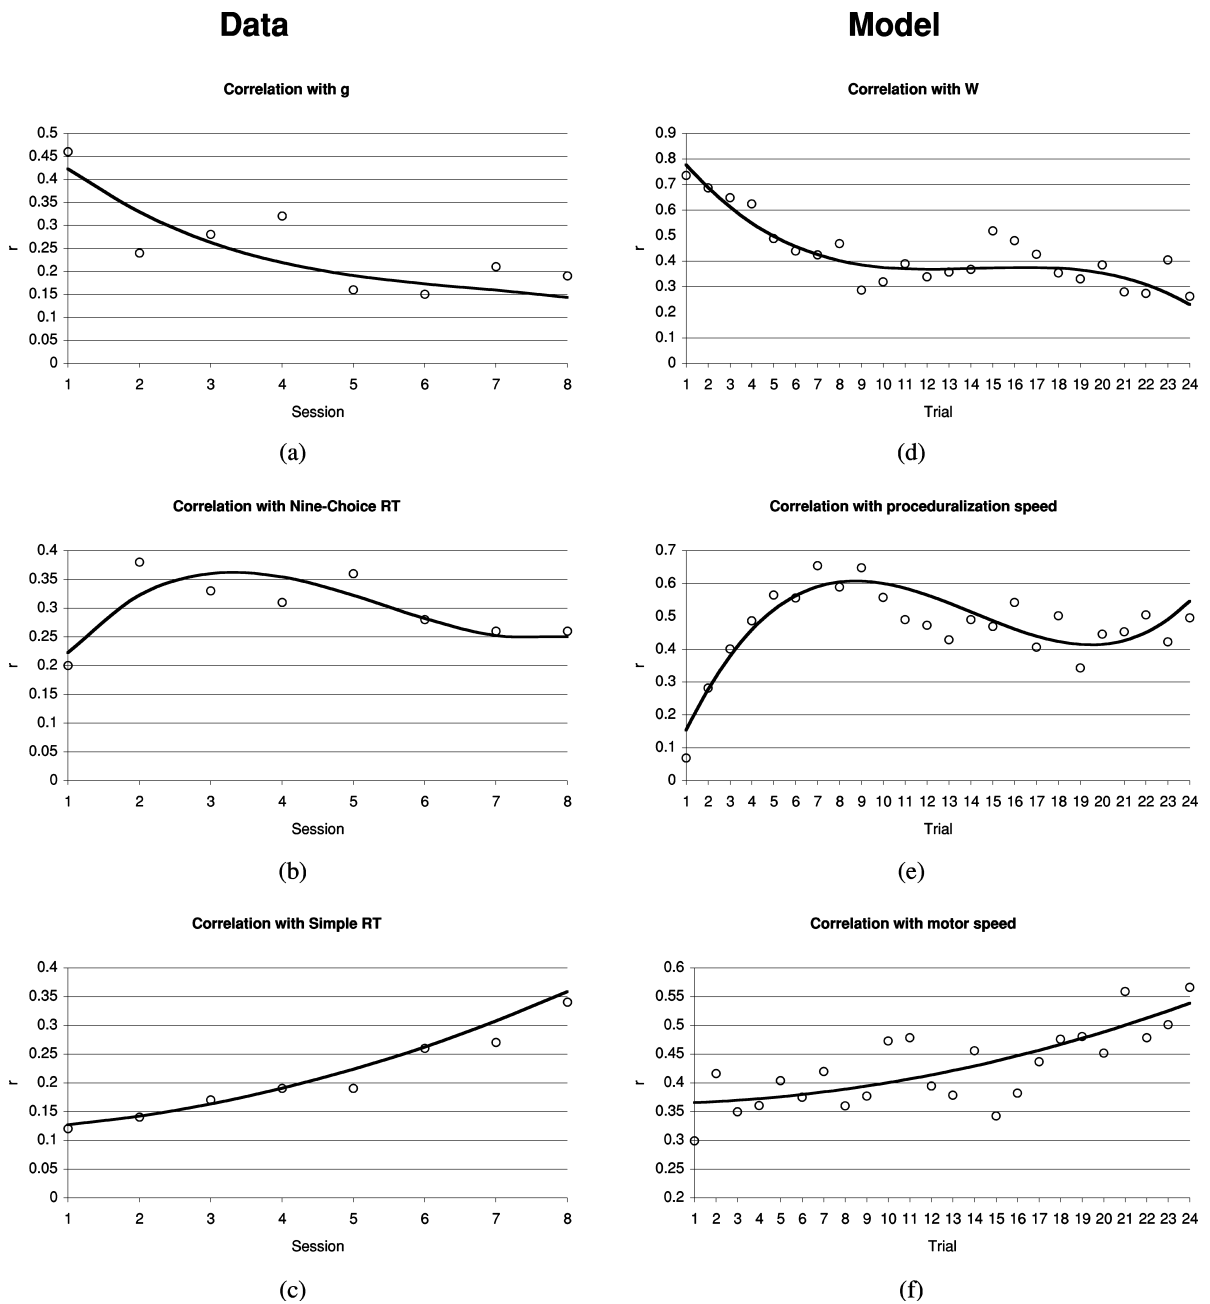 Data
Model
Correlation with g
0.5
0.45
0.4
0.35
0.3
0.25
0.2
0.15
0.1
0.05
0
r
1 2 3 4 5 6 7 8
Session
(a)
Correlation with W
0.9
0.8
0.7
0.6
0.5
0.4
0.3
0.2
0.1
0
r
1 2 3 4 5 6 7 8 9 10 11 12 13 14 15 16 17 18 19 20 21 22 23 24
Trial
(d)
Correlation with Nine-Choice RT
0.4
0.35
0.3
0.25
0.2
0.15
0.1
0.05
0
r
1 2 3 4 5 6 7 8
Session
(b)
Correlation with proceduralization speed
0.7
0.6
0.5
0.4
0.3
0.2
0.1
0
r
1 2 3 4 5 6 7 8 9 10 11 12 13 14 15 16 17 18 19 20 21 22 23 24
Trial
(e)
Correlation with Simple RT
0.4
0.35
0.3
0.25
0.2
0.15
0.1
0.05
0
r
1 2 3 4 5 6 7 8
Session
(c)
Correlation with motor speed
0.6
0.55
0.5
0.45
0.4
0.35
0.3
0.25
0.2
r
1 2 3 4 5 6 7 8 9 10 11 12 13 14 15 16 17 18 19 20 21 22 23 24
Trial
(f)